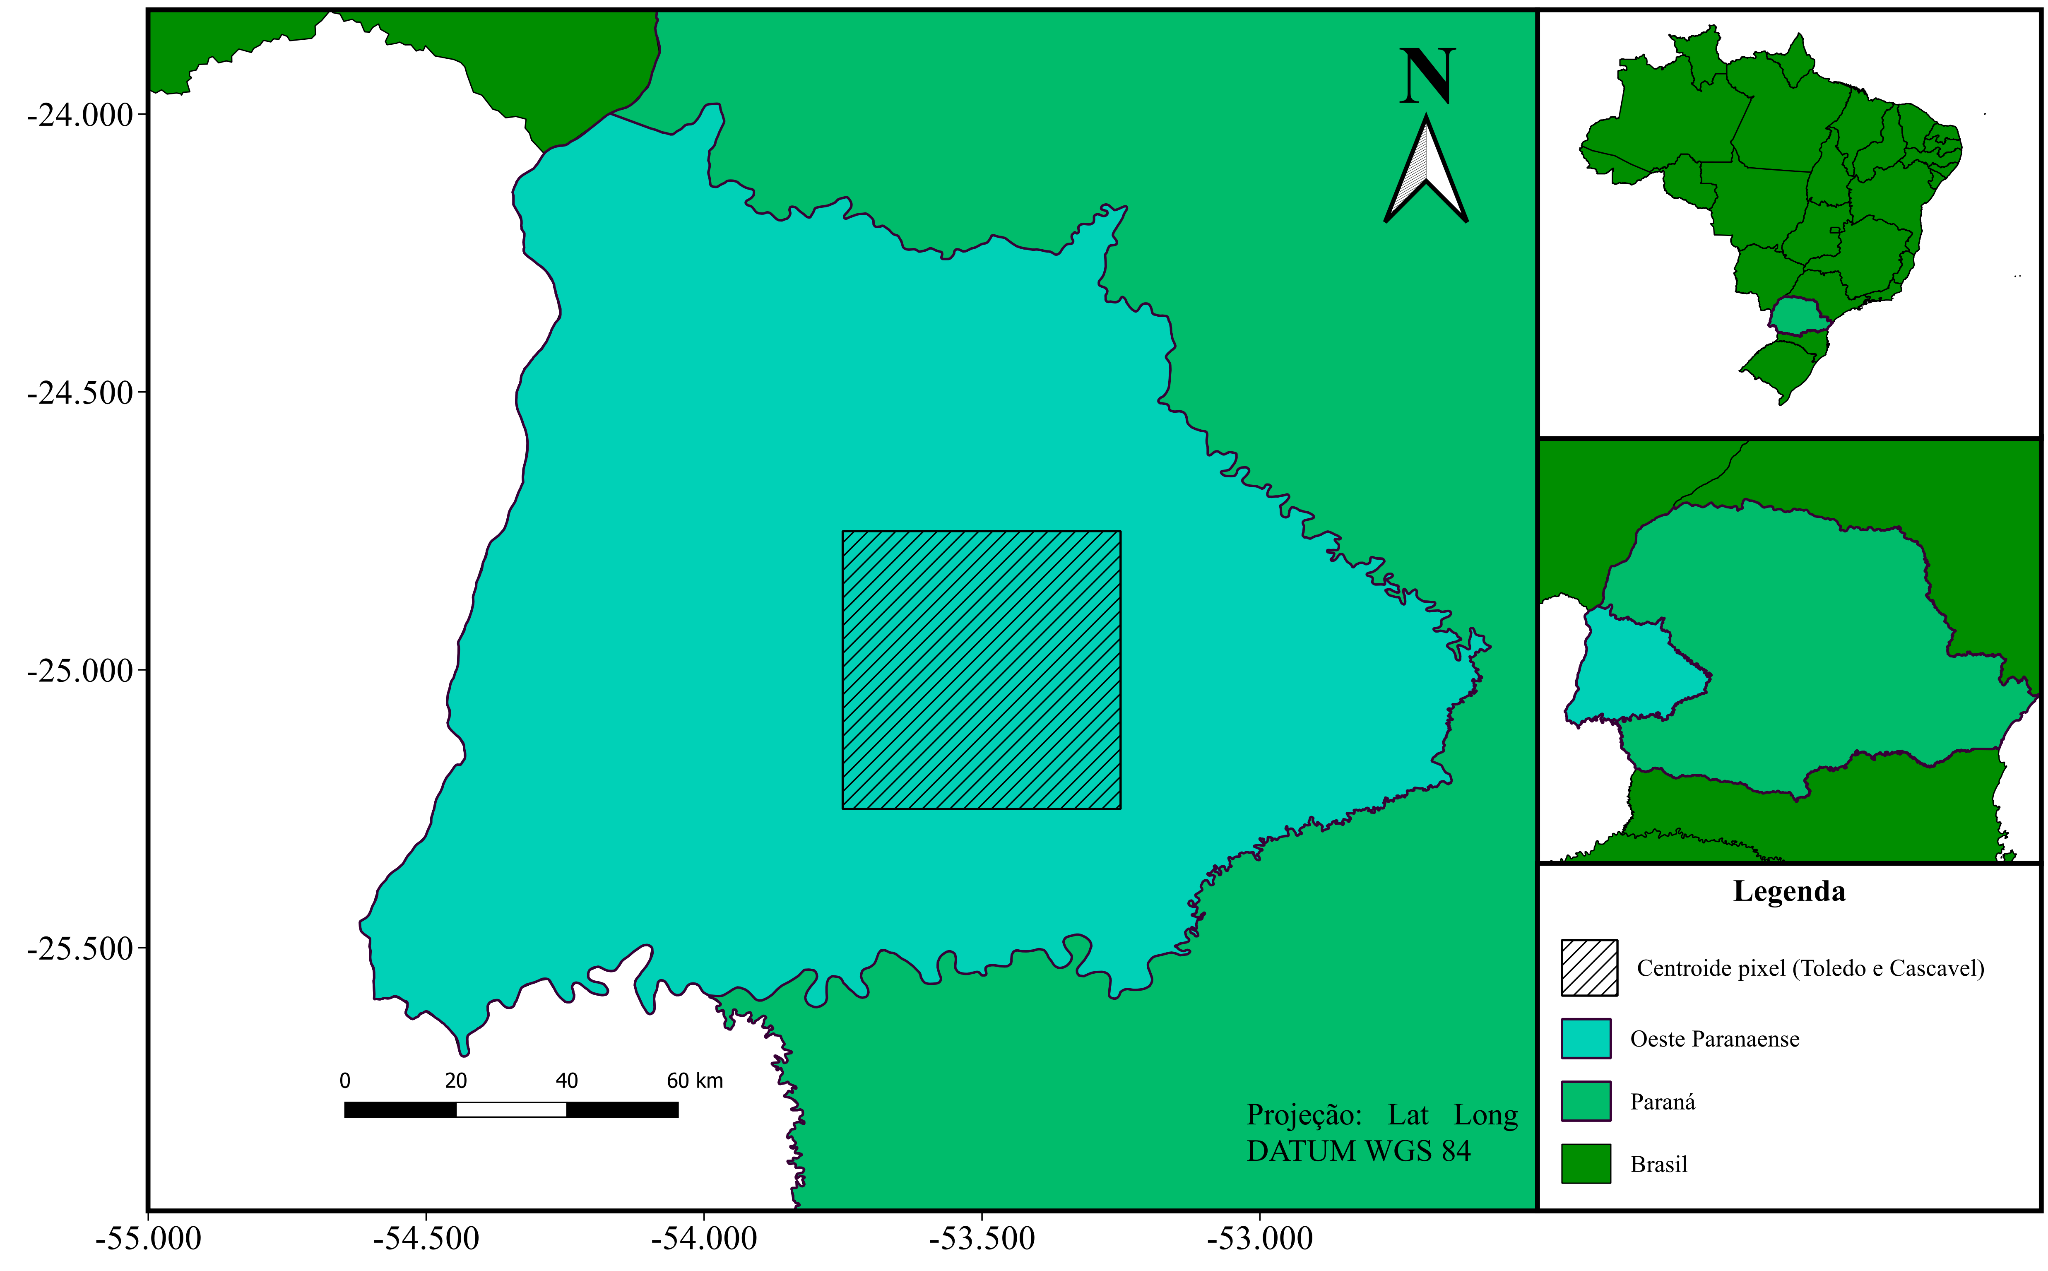 N
-24.000
-24.500
-25.000
-25.500
0 20 40 60 km
Projeção: Lat Long
DATUM WGS 84
-55.000 -54.500 -54.000 -53.500 -53.000
Legenda
Centroide pixel (Toledo e Cascavel)
Oeste Paranaense
Paraná
Brasil